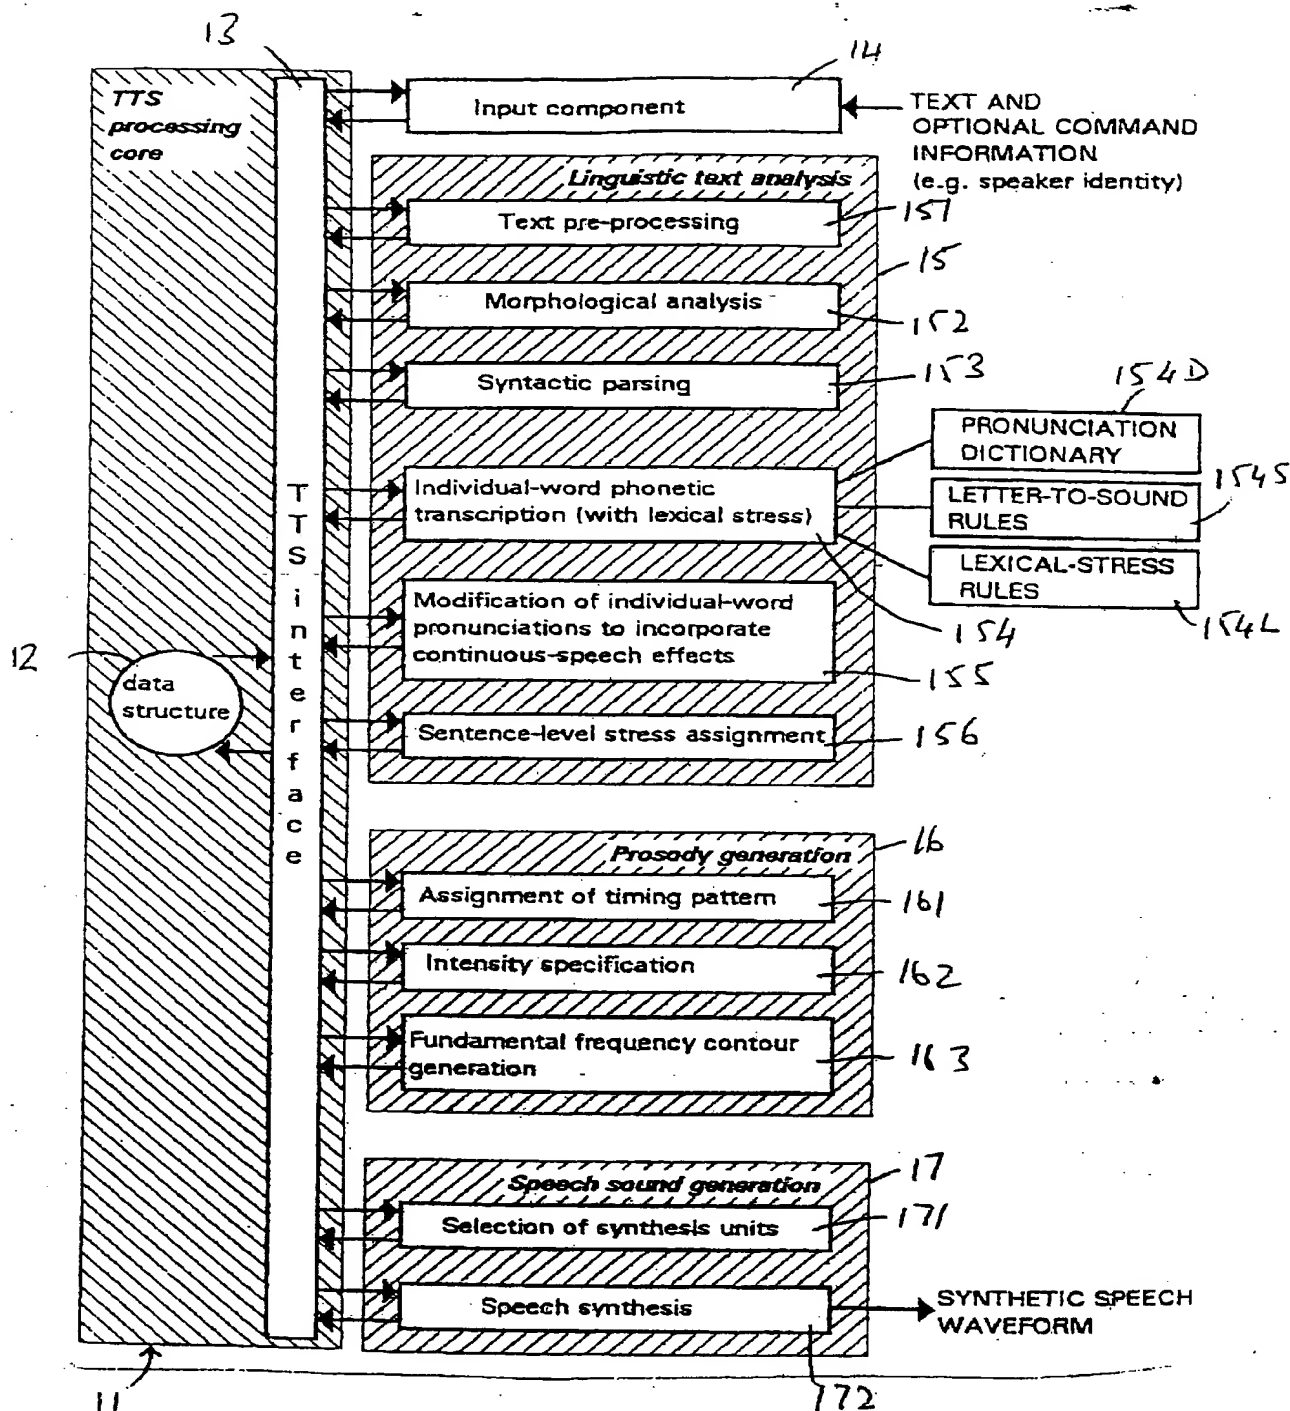 13
14
TTS
processing
core
Input component
TEXT AND
OPTIONAL COMMAND
INFORMATION
(e.g. speaker identity)
Linguistic text analysis
Text pre-processing
151
15
Morphological analysis
152
Syntactic parsing
153
154D
PRONUNCIATION
DICTIONARY
Individual-word phonetic
transcription (with lexical stress)
LETTER-TO-SOUND
RULES
154S
LEXICAL-STRESS
RULES
154L
154
Modification of individual-word
pronunciations to incorporate
continuous-speech effects
155
TTS interface
12
data
structure
Sentence-level stress assignment
156
Prosody generation
16
Assignment of timing pattern
161
Intensity specification
162
Fundamental frequency contour
generation
163
Speech sound generation
17
Selection of synthesis units
171
Speech synthesis
SYNTHETIC SPEECH
WAVEFORM
11
172